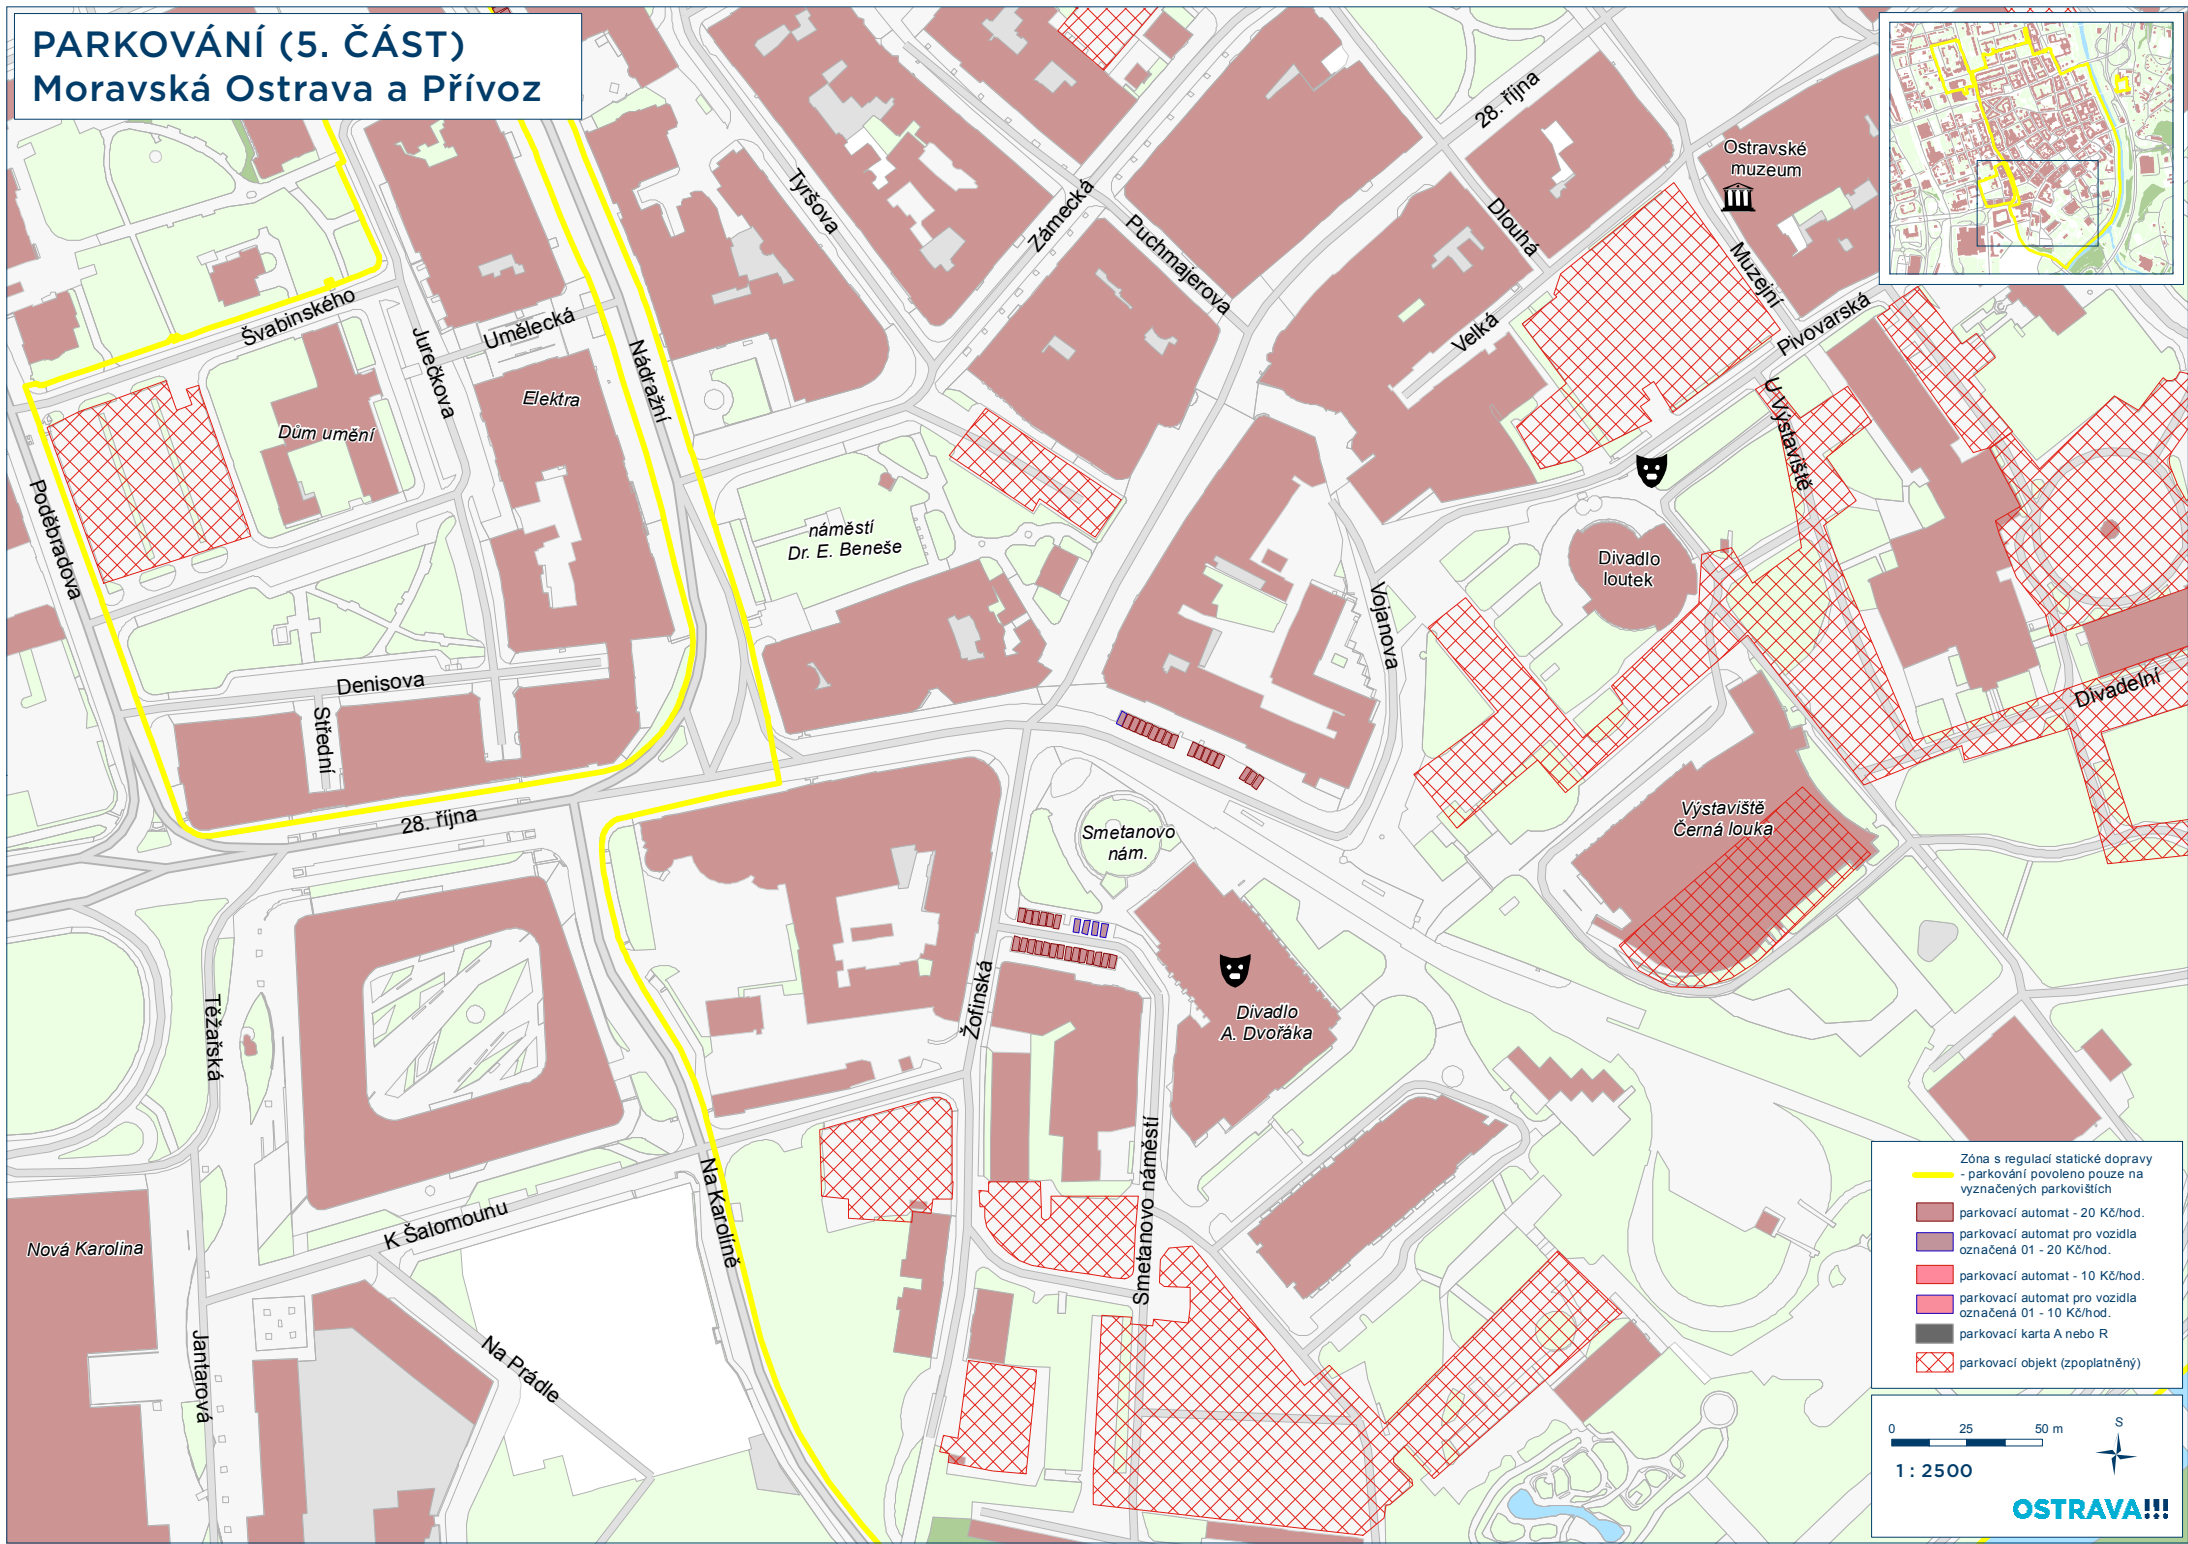 PARKOVÁNÍ (5. ČÁST)
Moravská Ostrava a Přívoz
28. října
Ostravské
muzeum
Tyršova
Zámecká
Puchmajerova
Dlouhá
Muzejní
Pivovarská
Velká
Švabinského
Jurečkova
Umělecká
Nádražní
Elektra
Dům umění
U Výstaviště
Poděbradova
náměstí
Dr. E. Beneše
Divadlo
loutek
Vojanova
Denisova
Střední
Divadelní
28. října
Smetanovo
nám.
Výstaviště
Černá louka
Žofinská
Těžařská
Divadlo
A. Dvořáka
Smetanovo náměstí
Na Karolíně
K Šalomounu
Nová Karolina
Jantarová
Na Prádle
Zóna s regulací statické dopravy
- parkování povoleno pouze na
vyznačených parkovištích
parkovací automat - 20 Kč/hod.
parkovací automat pro vozidla
označená 01 - 20 Kč/hod.
parkovací automat - 10 Kč/hod.
parkovací automat pro vozidla
označená 01 - 10 Kč/hod.
parkovací karta A nebo R
parkovací objekt (zpoplatněný)
0 25 50 m
S
1 : 2500
OSTRAVA!!!